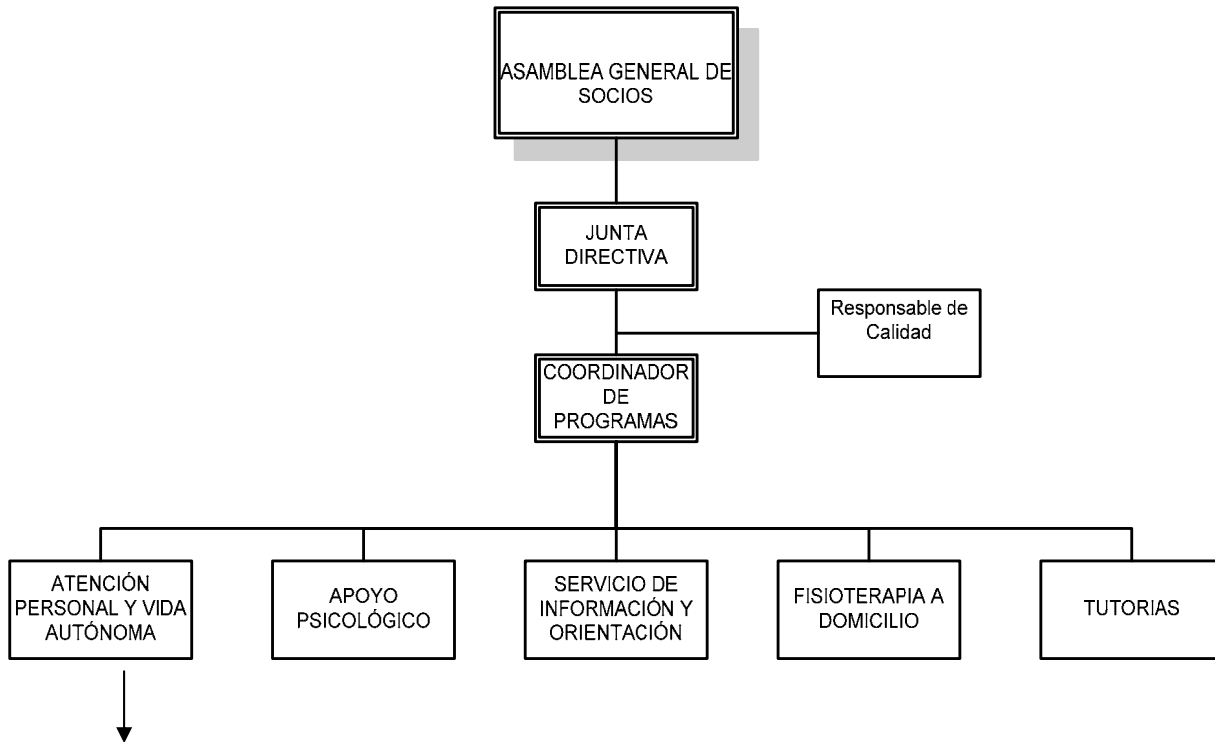 ASAMBLEA GENERAL DE
SOCIOS
JUNTA
DIRECTIVA
Responsable de
Calidad
COORDINADOR
DE
PROGRAMAS
ATENCIÓN
PERSONAL Y VIDA
AUTÓNOMA
APOYO
PSICOLÓGICO
SERVICIO DE
INFORMACIÓN Y
ORIENTACIÓN
FISIOTERAPIA A
DOMICILIO
TUTORIAS